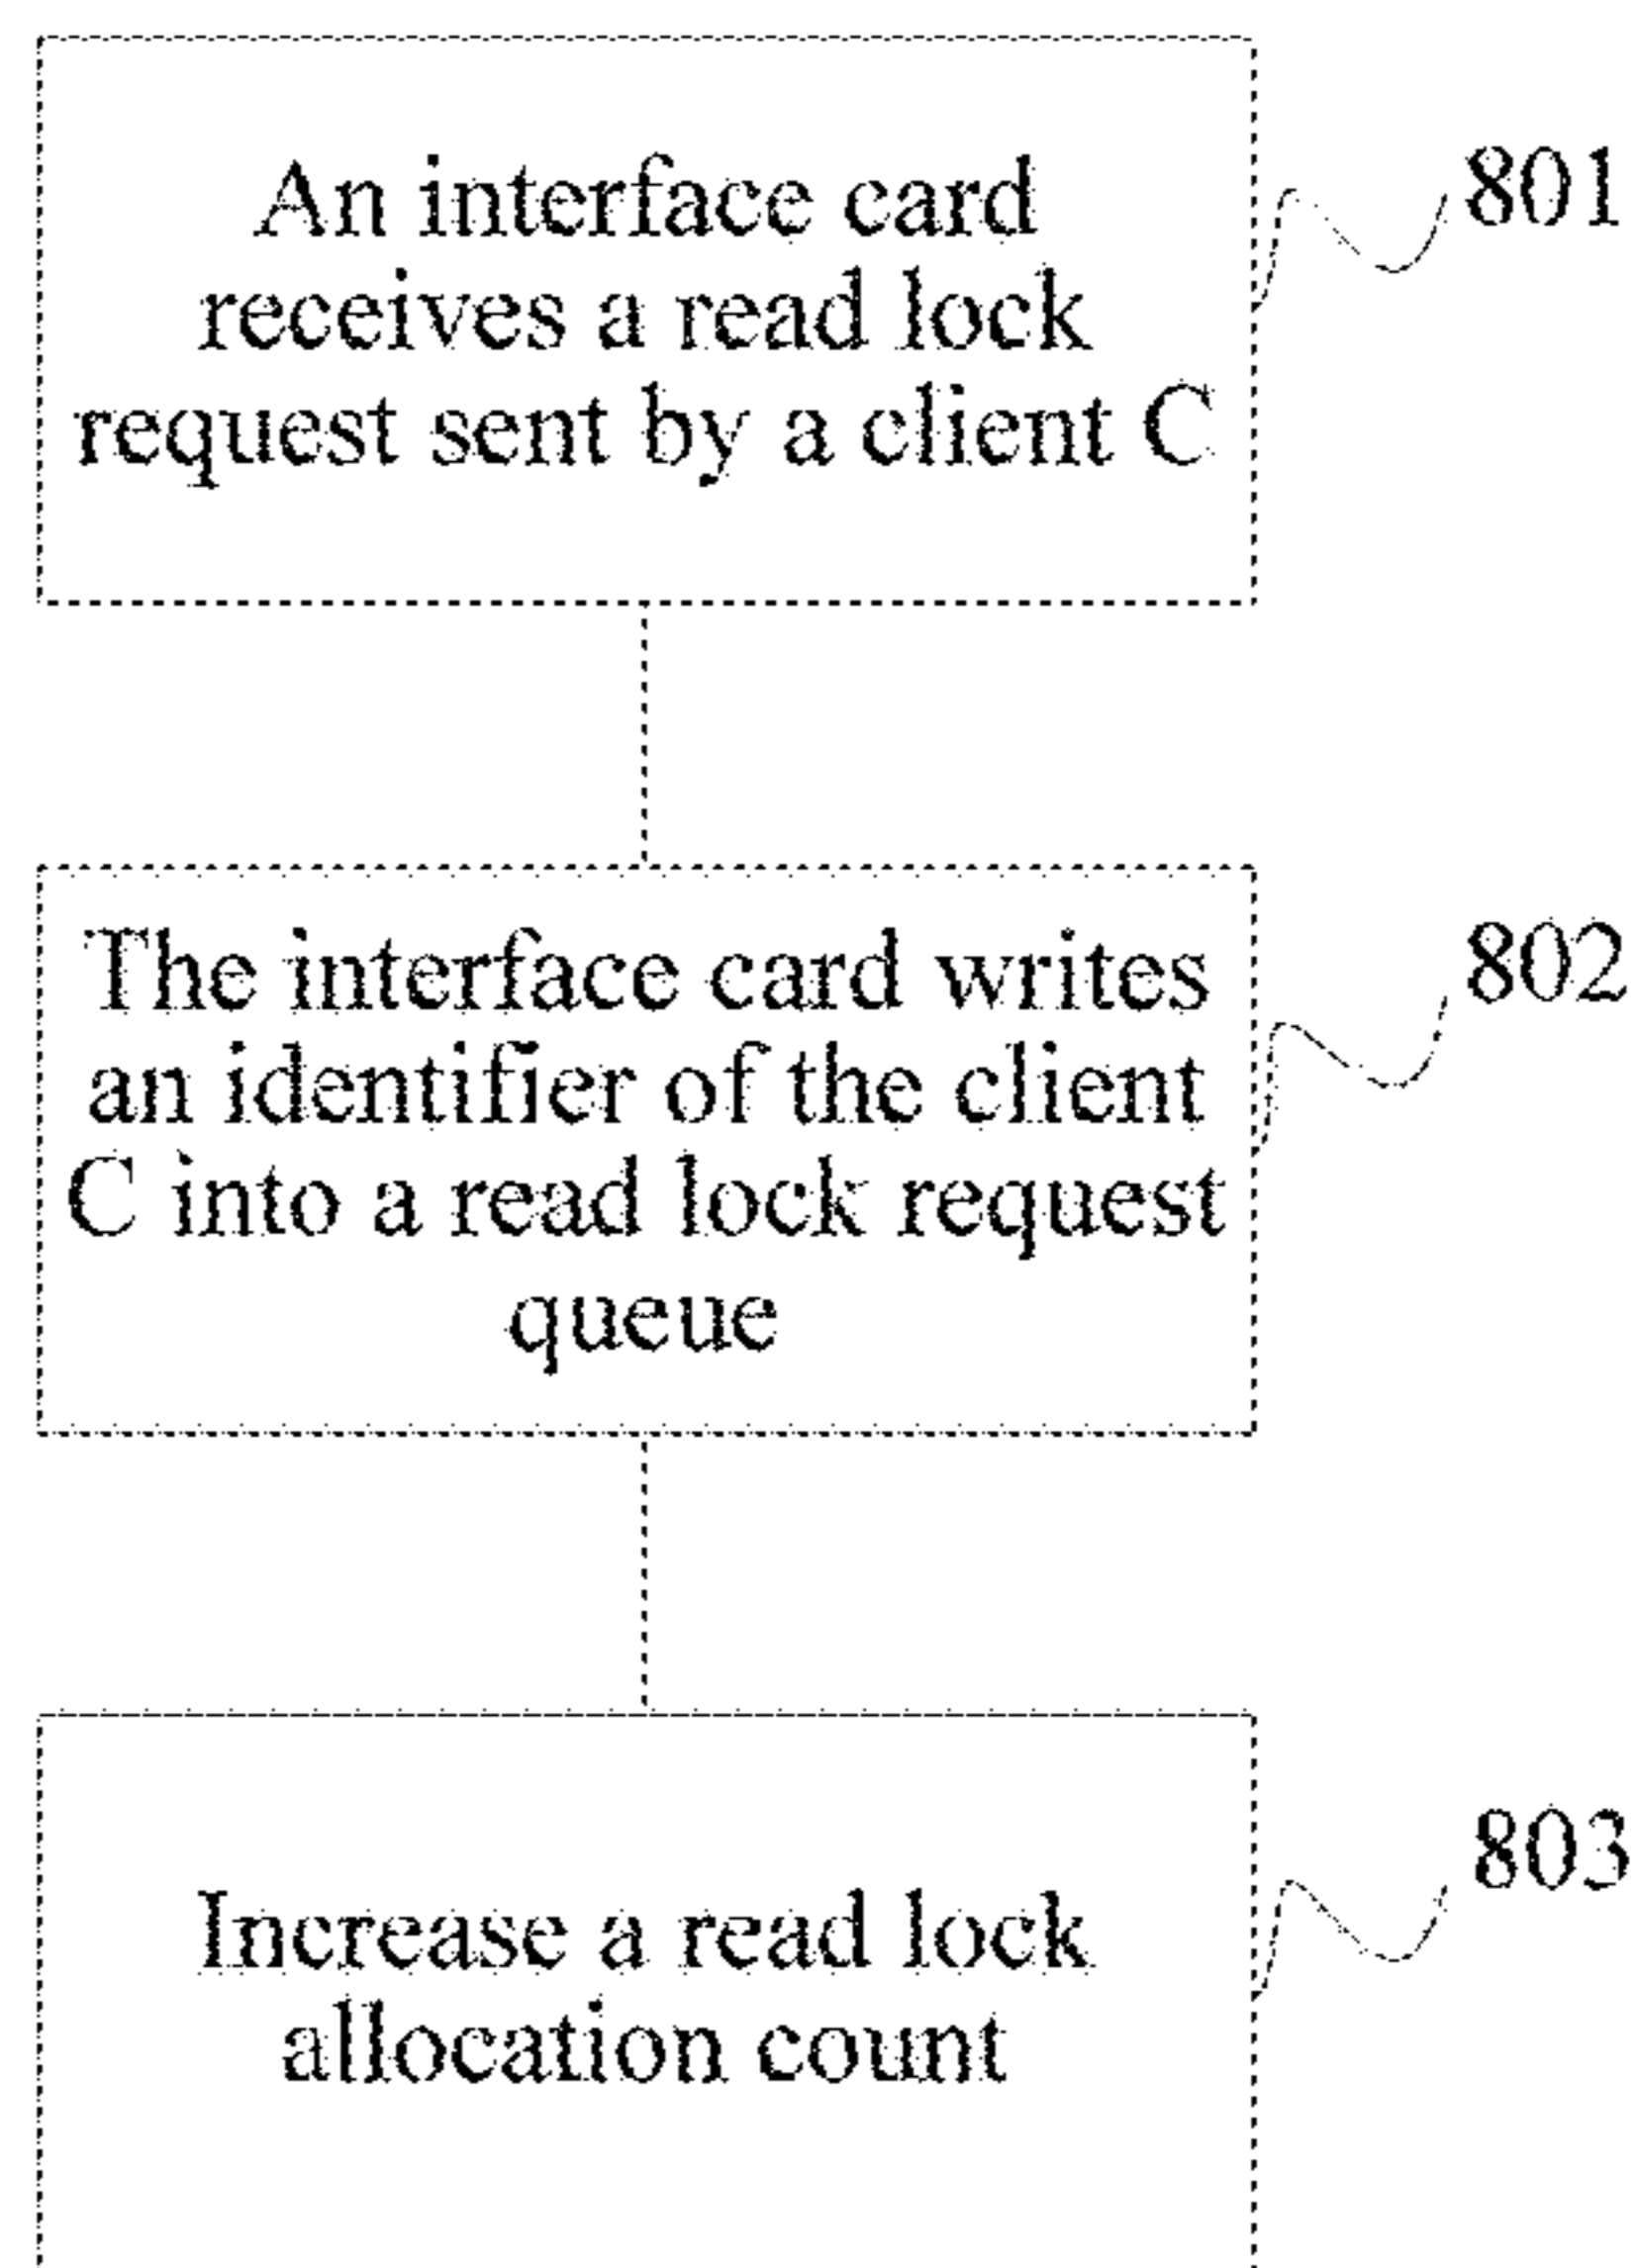 An interface card
receives a read lock
request sent by a client C
801
The interface card writes
an identifier of the client
C into a read lock request
queue
802
Increase a read lock
allocation count
803